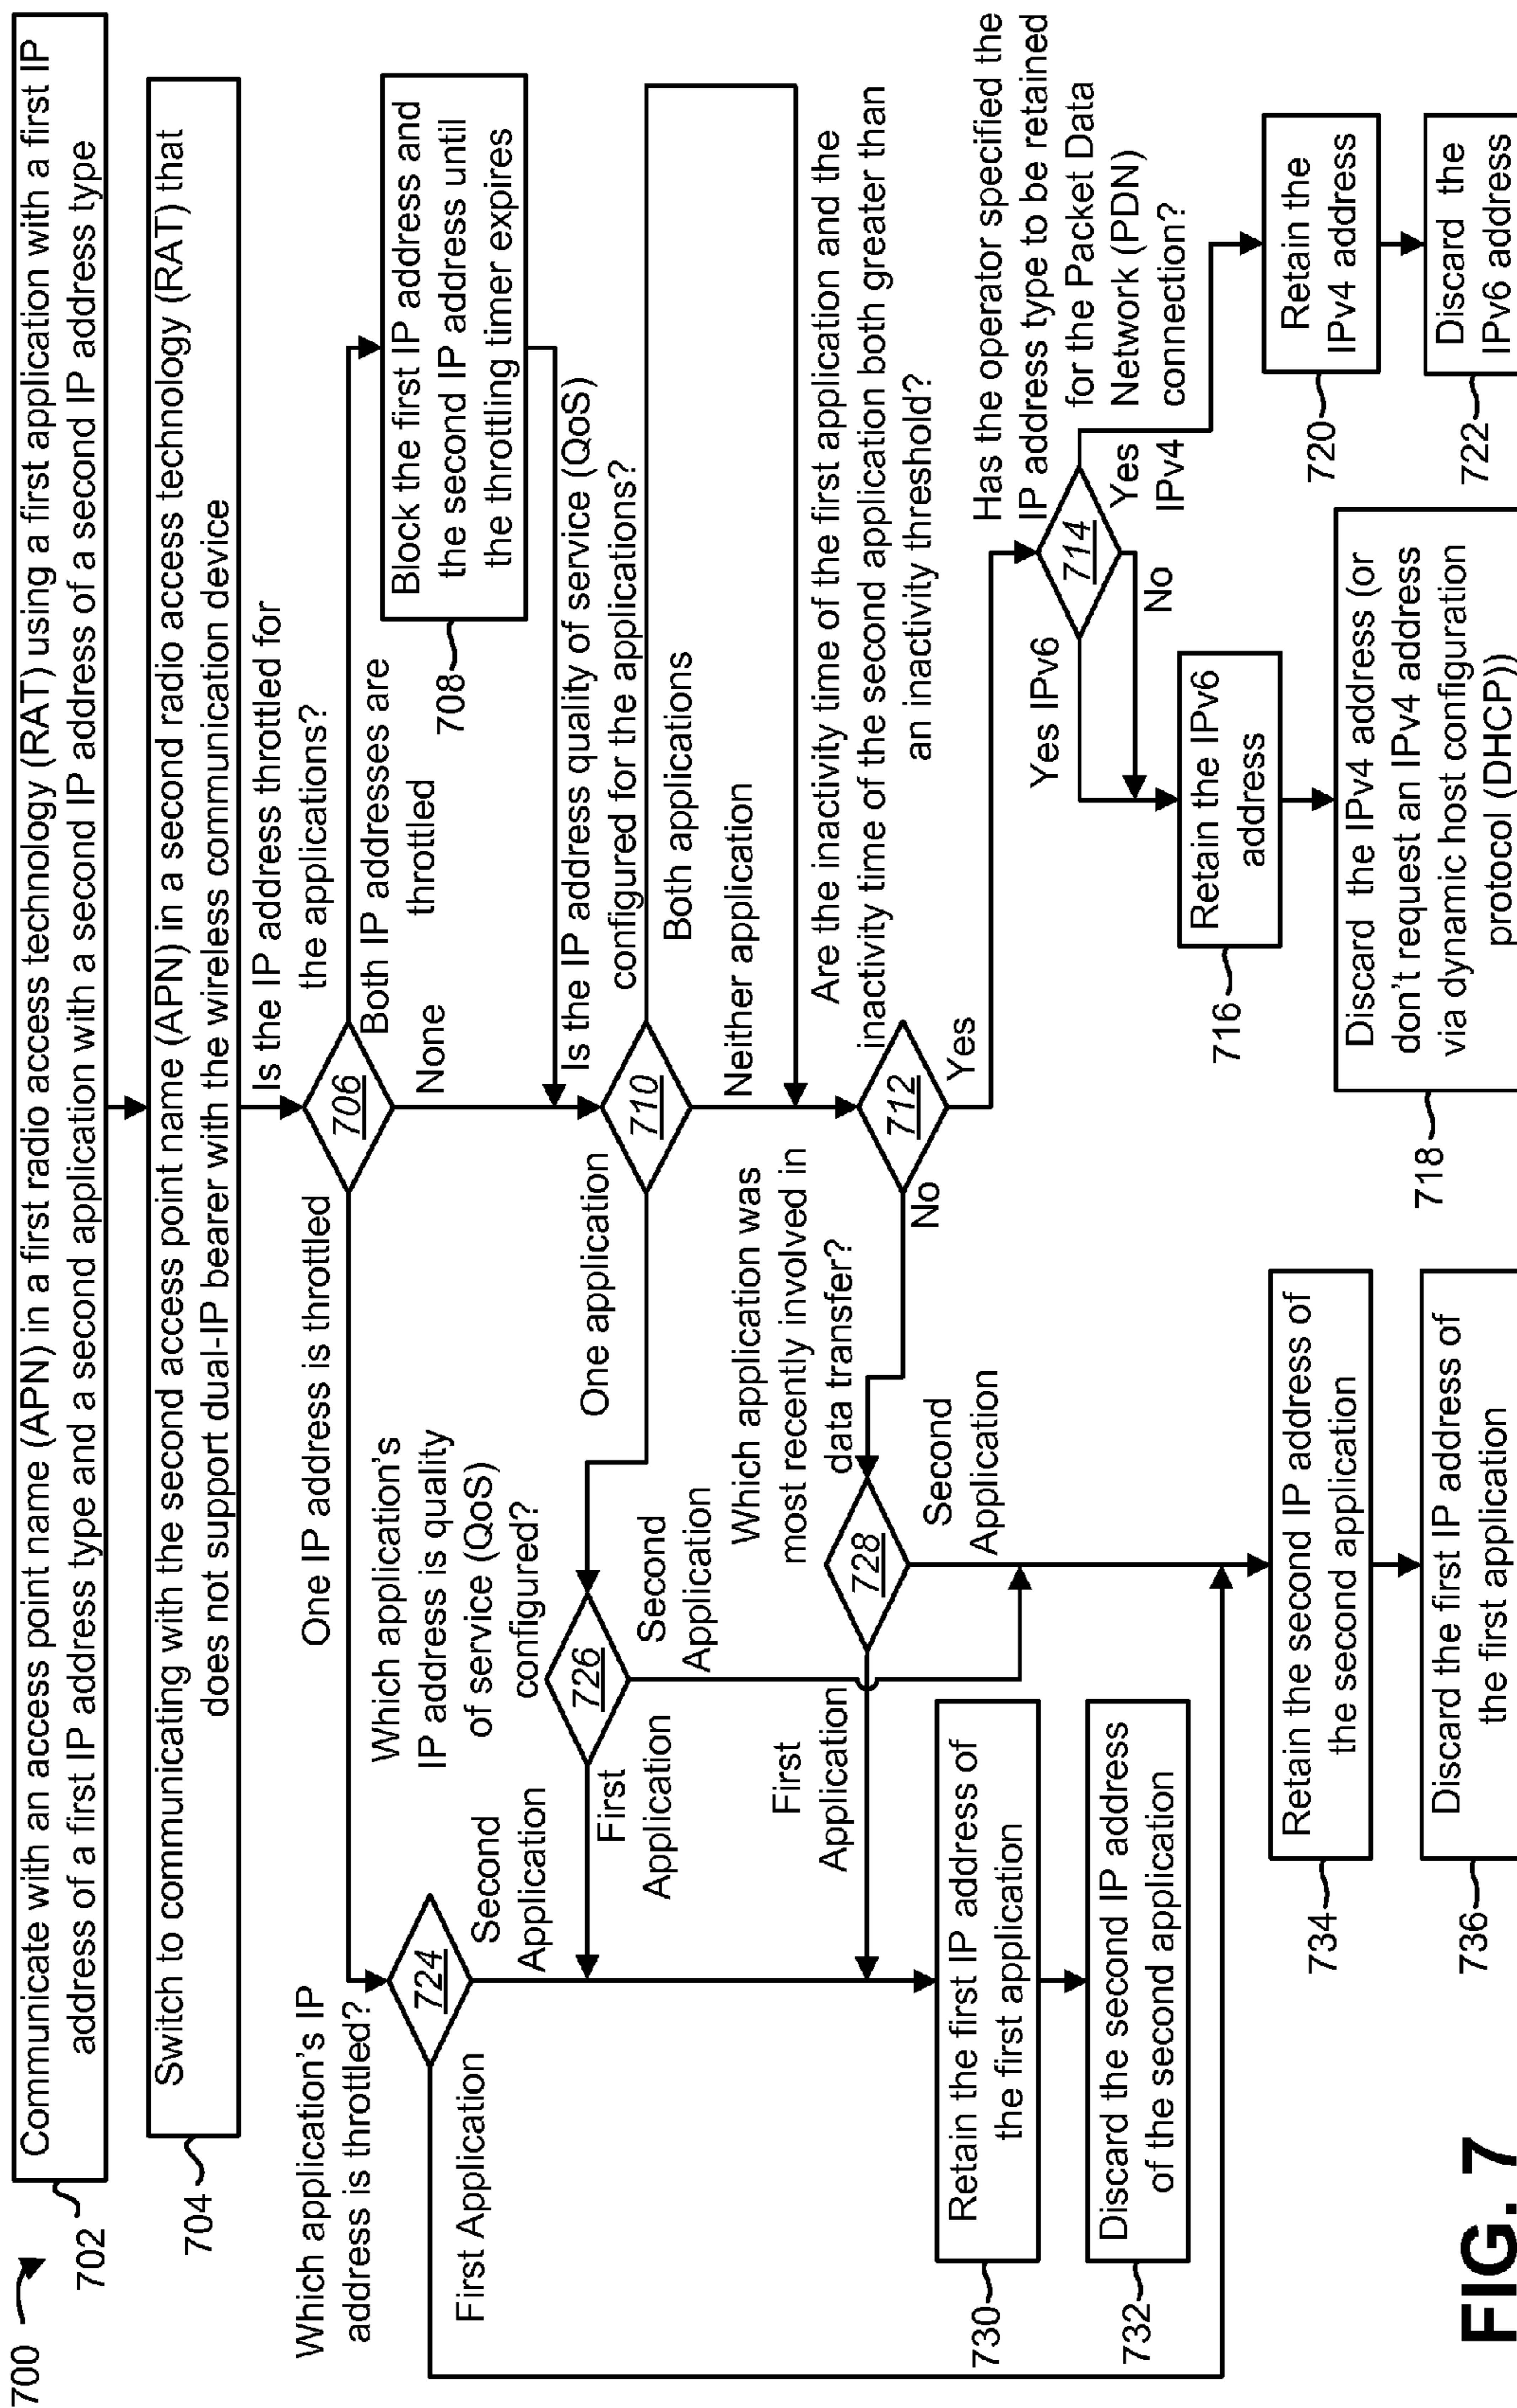 700
702
Communicate with an access point name (APN) in a first radio access technology (RAT) using a first application with a first IP
address of a first IP address type and a second application with a second IP address of a second IP address type
704
Switch to communicating with the second access point name (APN) in a second radio access technology (RAT) that
does not support dual-IP bearer with the wireless communication device
Is the IP address throttled for
the applications?
706
One IP address is throttled
Both IP addresses are
throttled
None
708
Block the first IP address and
the second IP address until
the throttling timer expires
Is the IP address quality of service (QoS)
configured for the applications?
710
One application
Both applications
Neither application
Are the inactivity time of the first application and the
inactivity time of the second application both greater than
an inactivity threshold?
712
Yes
No
Has the operator specified the
IP address type to be retained
for the Packet Data
Network (PDN)
connection?
714
Yes IPv6
No
Yes
IPv4
716
Retain the IPv6
address
718
Discard the IPv4 address (or
don't request an IPv4 address
via dynamic host configuration
protocol (DHCP))
720
Retain the
IPv4 address
722
Discard the
IPv6 address
Which application's IP
address is throttled?
724
First Application
Second
Application
Which application's
IP address is quality
of service (QoS)
configured?
726
First
Application
Second
Application
Which application was
most recently involved in
data transfer?
728
First
Application
Second
Application
730
Retain the first IP address of
the first application
732
Discard the second IP address
of the second application
734
Retain the second IP address of
the second application
736
Discard the first IP address of
the first application
FIG. 7